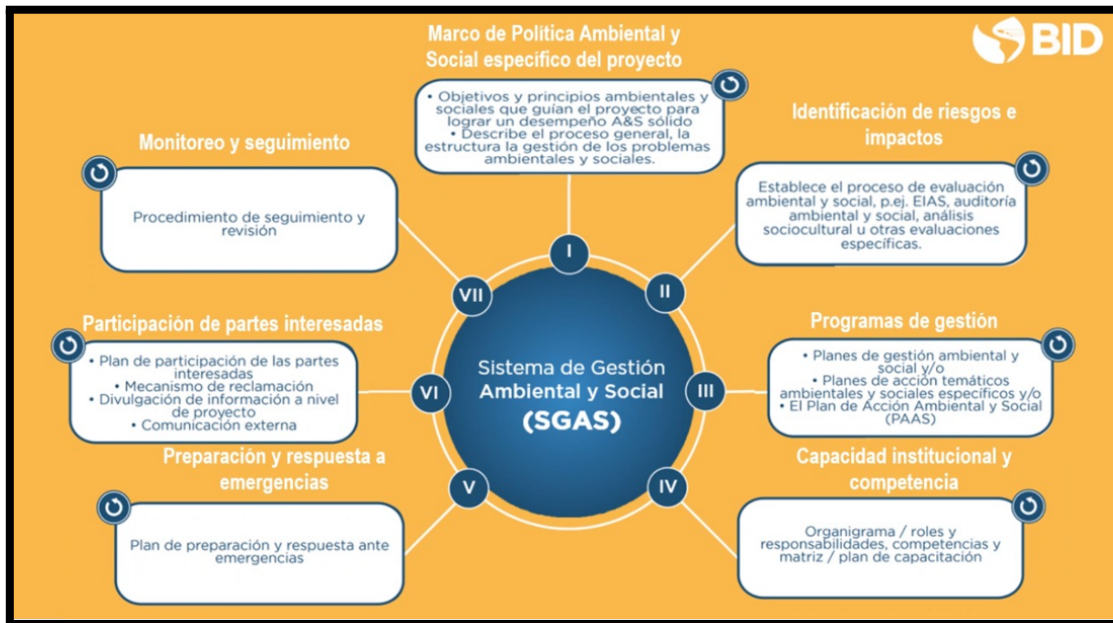 Marco de Política Ambiental y
Social específico del proyecto
BID
• Objetivos y principios ambientales y
sociales que guían el proyecto para
lograr un desempeño A&S sólido
• Describe el proceso general, la
estructura la gestión de los problemas
ambientales y sociales.
Identificación de riesgos e
impactos
Establece el proceso de evaluación
ambiental y social, p.ej. EIAS, auditoría
ambiental y social, análisis
sociocultural u otras evaluaciones
específicas.
Programas de gestión
• Planes de gestión ambiental y
social y/o
• Planes de acción temáticos
ambientales y sociales específicos y/o
• El Plan de Acción Ambiental y Social
(PAAS)
Capacidad institucional y
competencia
Organigrama / roles y
responsabilidades, competencias y
matriz / plan de capacitación
Preparación y respuesta a
emergencias
Plan de preparación y respuesta ante
emergencias
Participación de partes interesadas
• Plan de participación de las partes
interesadas
• Mecanismo de reclamación
• Divulgación de información a nivel
de proyecto
• Comunicación externa
Monitoreo y seguimiento
Procedimiento de seguimiento y
revisión
I
II
III
IV
V
VI
VII
Sistema de Gestión
Ambiental y Social
(SGAS)